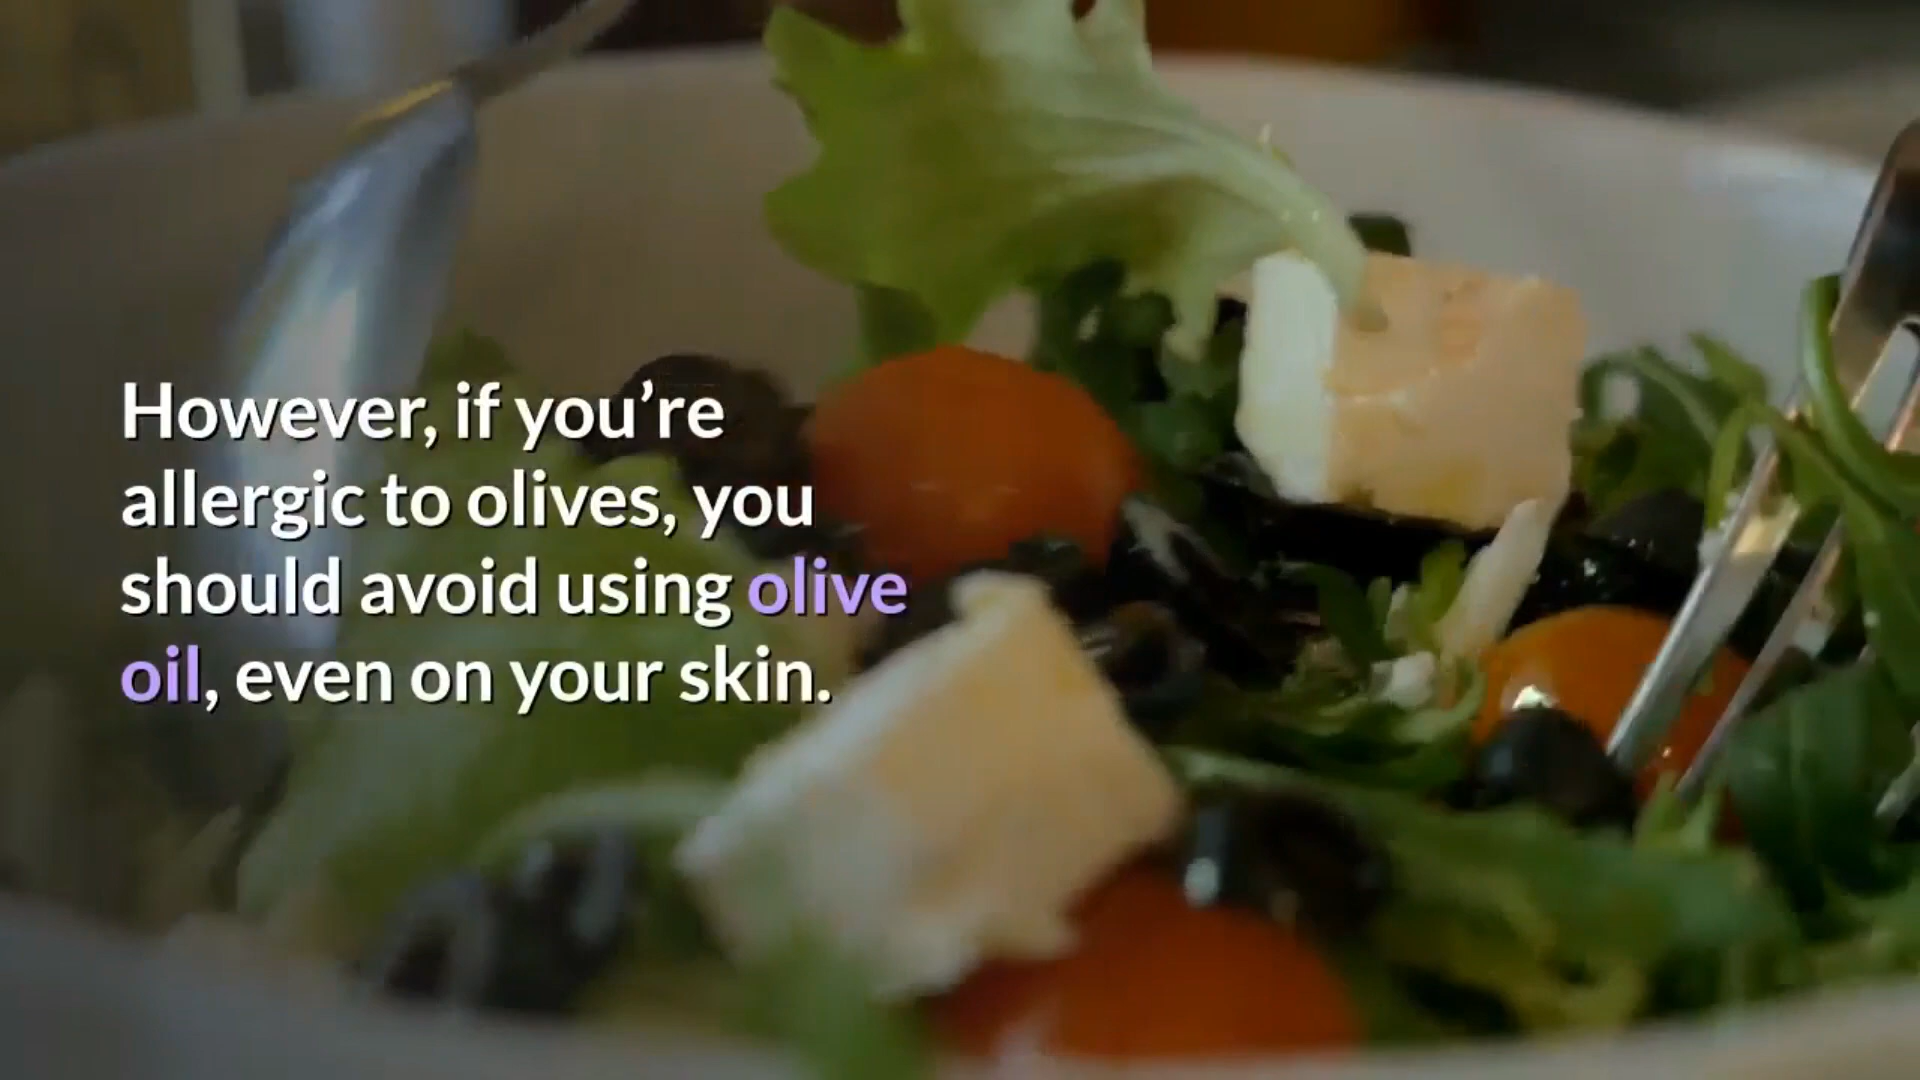 However, if you’re
allergic to olives, you
should avoid using olive
oil, even on your skin.